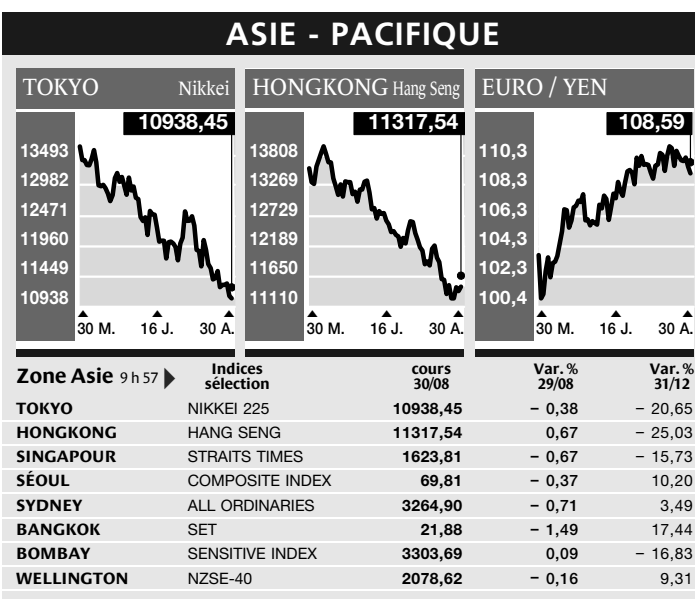 ASIE - PACIFIQUE
TOKYO Nikkei
10938,45
13493
12982
12471
11960
11449
10938
30 M. 16 J. 30 A.
HONGKONG Hang Seng
11317,54
13808
13269
12729
12189
11650
11110
30 M. 16 J. 30 A.
EURO / YEN
108,59
110,3
108,3
106,3
104,3
102,3
100,4
30 M. 16 J. 30 A.
Zone Asie 9 h 57 Indices sélection cours 30/08 Var. % 29/08 Var. % 31/12
TOKYO NIKKEI 225 10938,45 – 0,38 – 20,65
HONGKONG HANG SENG 11317,54 0,67 – 25,03
SINGAPOUR STRAITS TIMES 1623,81 – 0,67 – 15,73
SÉOUL COMPOSITE INDEX 69,81 – 0,37 10,20
SYDNEY ALL ORDINARIES 3264,90 – 0,71 3,49
BANGKOK SET 21,88 – 1,49 17,44
BOMBAY SENSITIVE INDEX 3303,69 0,09 – 16,83
WELLINGTON NZSE-40 2078,62 – 0,16 9,31